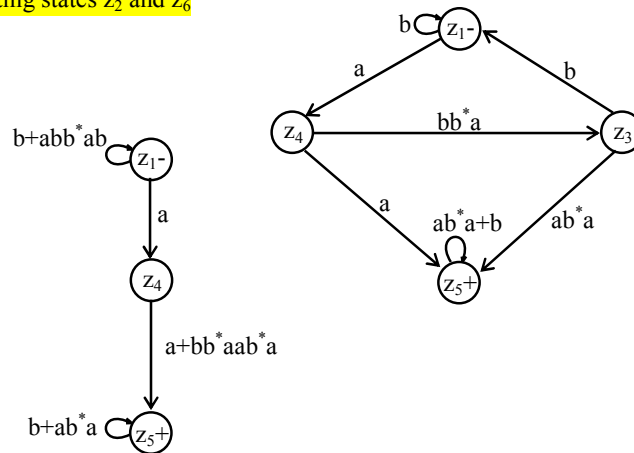 ing states z₂ and z₆
b
z₁-
a
b
z₄
bb*a
z₃
a
ab*a+b
ab*a
z₅+
b+abb*ab
z₁-
a
z₄
a+bb*aab*a
b+ab*a
z₅+